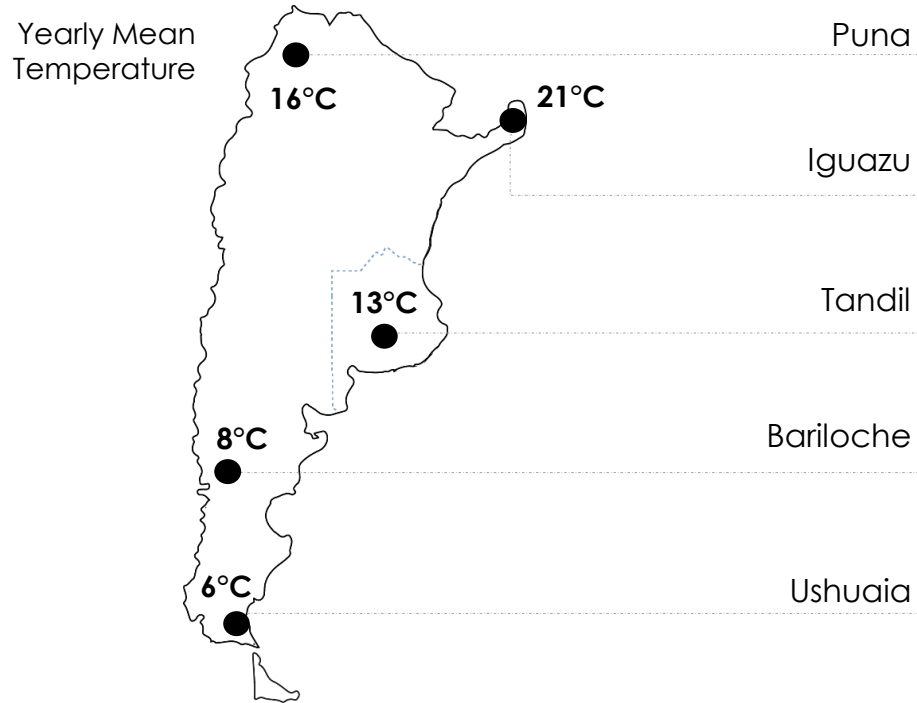 Yearly Mean
Temperature
Puna
16°C
21°C
Iguazu
13°C
Tandil
8°C
Bariloche
6°C
Ushuaia